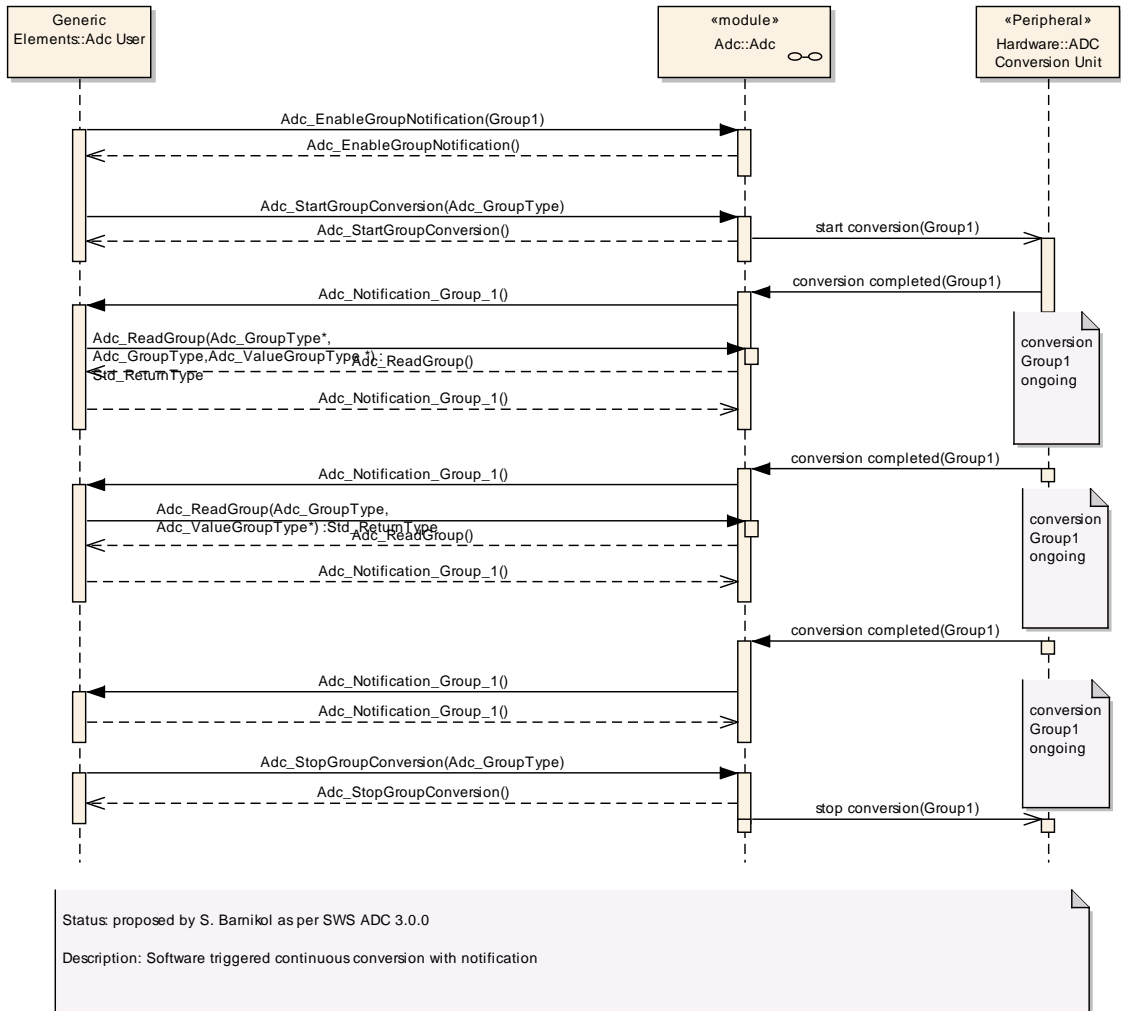 Generic
Elements::Adc User
«module»
Adc::Adc
«Peripheral»
Hardware::ADC
Conversion Unit
Adc_EnableGroupNotification(Group1)
Adc_EnableGroupNotification()
Adc_StartGroupConversion(Adc_GroupType)
Adc_StartGroupConversion()
start conversion(Group1)
conversion completed(Group1)
Adc_Notification_Group_1()
Adc_ReadGroup(Adc_GroupType*,
Adc_GroupType,Adc_ValueGroupType *) :
Std_ReturnType
Adc_ReadGroup()
conversion
Group1
ongoing
Adc_Notification_Group_1()
conversion completed(Group1)
Adc_Notification_Group_1()
Adc_ReadGroup(Adc_GroupType,
Adc_ValueGroupType*) :Std_ReturnType
Adc_ReadGroup()
conversion
Group1
ongoing
Adc_Notification_Group_1()
conversion completed(Group1)
Adc_Notification_Group_1()
Adc_Notification_Group_1()
conversion
Group1
ongoing
Adc_StopGroupConversion(Adc_GroupType)
Adc_StopGroupConversion()
stop conversion(Group1)
Status: proposed by S. Barnikol as per SWS ADC 3.0.0
Description: Software triggered continuous conversion with notification